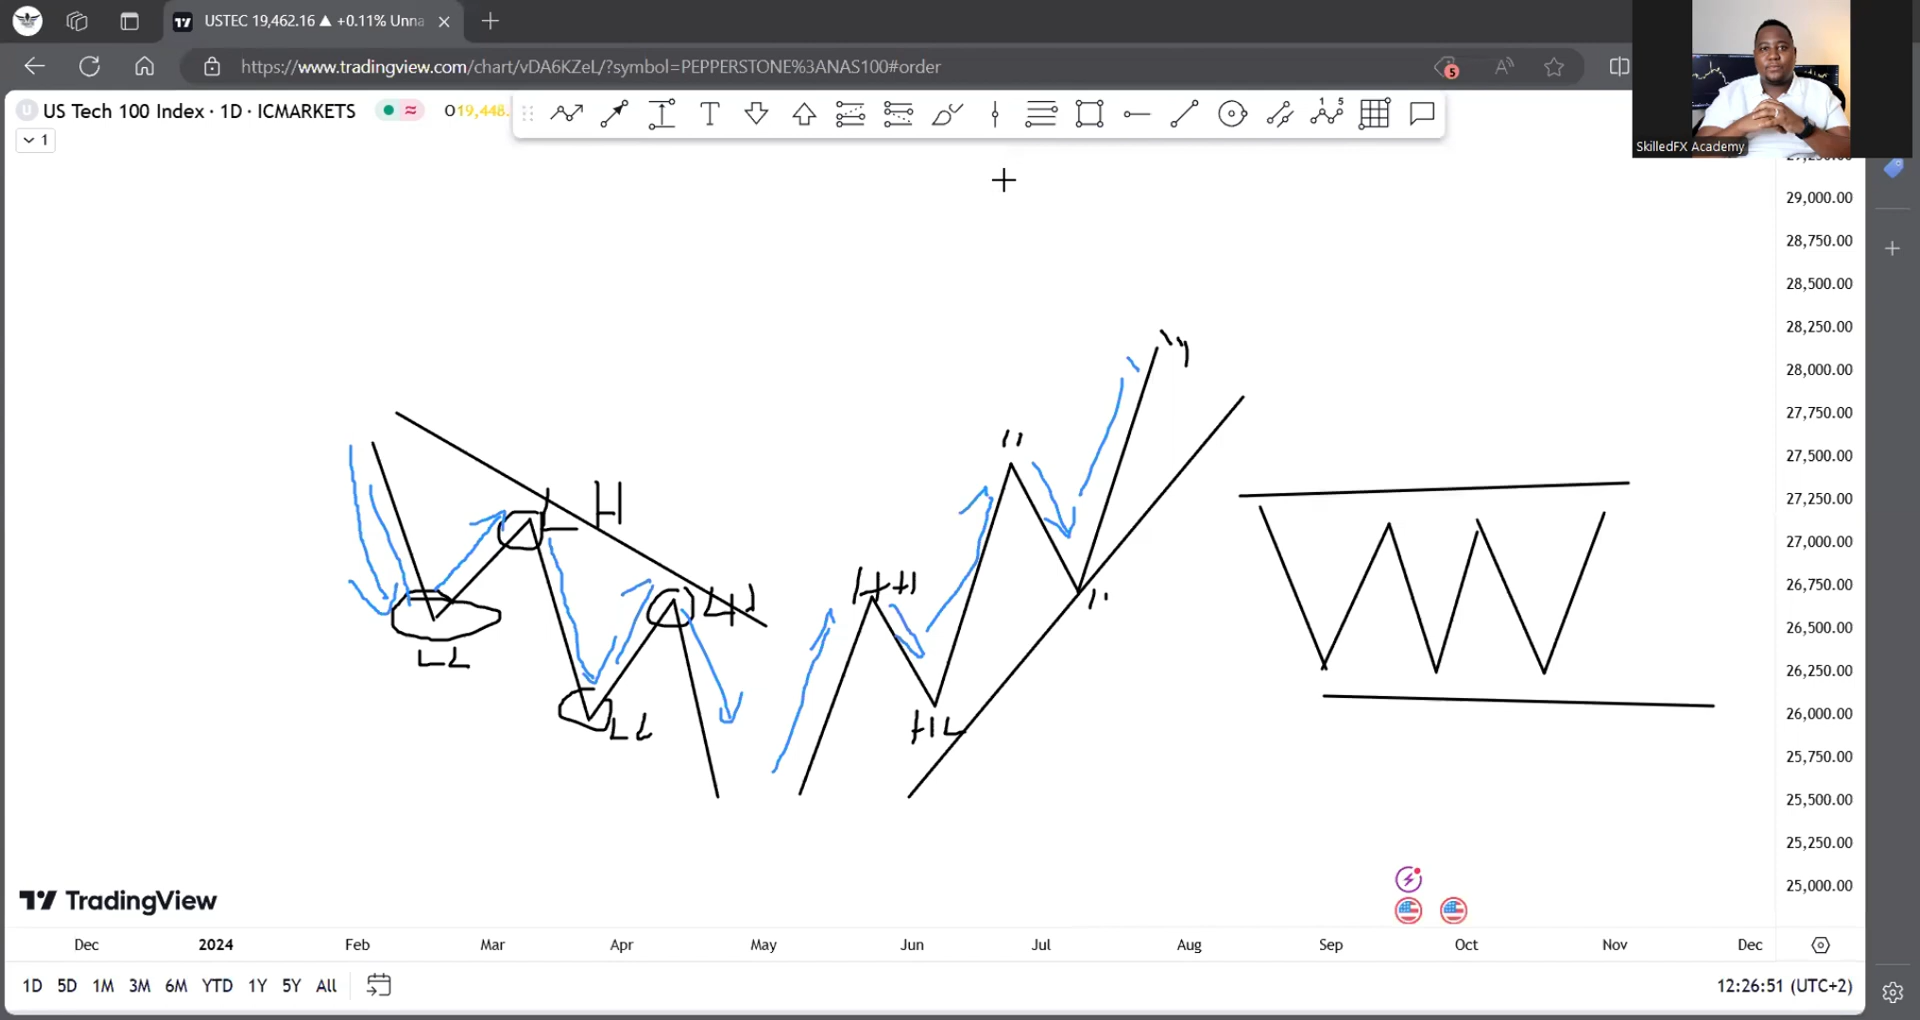 USTEC 19,462.16 ▲ +0.11% Unna
https://www.tradingview.com/chart/vDA6KZeL/?symbol=PEPPERSTONE%3ANAS100#order
5
US Tech 100 Index · 1D · ICMARKETS
O19,448.
1
1 5
SkilledFX Academy
29,000.00
28,750.00
28,500.00
28,250.00
28,000.00
27,750.00
27,500.00
27,250.00
27,000.00
26,750.00
26,500.00
26,250.00
26,000.00
25,750.00
25,500.00
25,250.00
25,000.00
LH
LH
HH
LL
LL
HL
TradingView
Dec 2024 Feb Mar Apr May Jun Jul Aug Sep Oct Nov Dec
1D 5D 1M 3M 6M YTD 1Y 5Y All
12:26:51 (UTC+2)